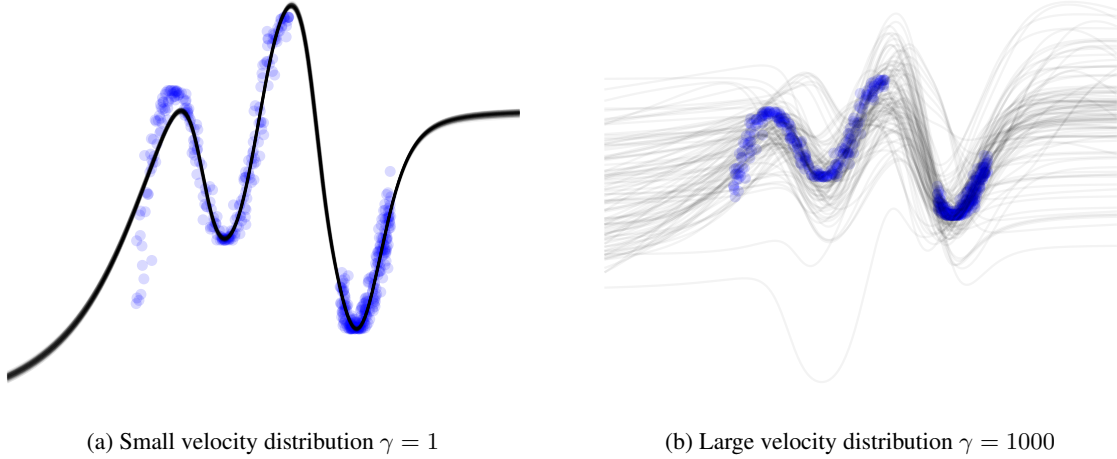 (a) Small velocity distribution γ = 1
(b) Large velocity distribution γ = 1000